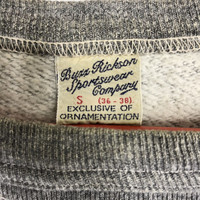 Buzz Rickson
Sportswear
Company
S (36-38)
EXCLUSIVE OF
ORNAMENTATION